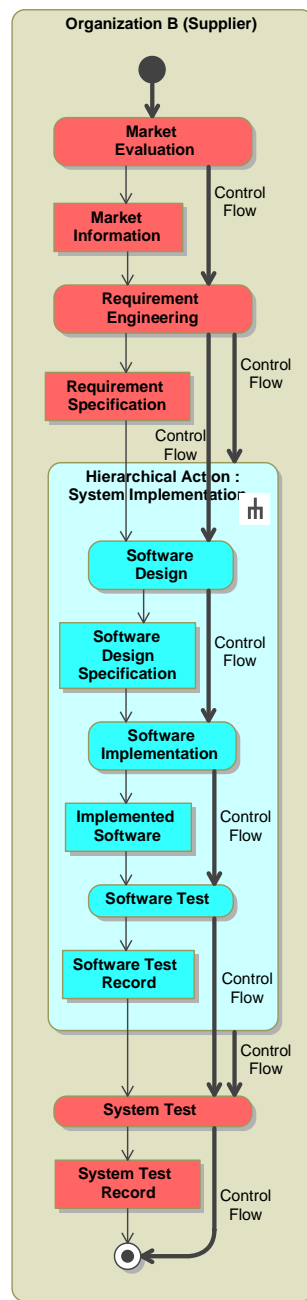 Organization B (Supplier)
Market
Evaluation
Control
Flow
Market
Information
Requirement
Engineering
Control
Flow
Requirement
Specification
Control
Flow
Hierarchical Action :
System Implementation
Software
Design
Control
Flow
Software
Design
Specification
Software
Implementation
Control
Flow
Implemented
Software
Software Test
Software Test
Record
Control
Flow
Control
Flow
System Test
System Test
Record
Control
Flow